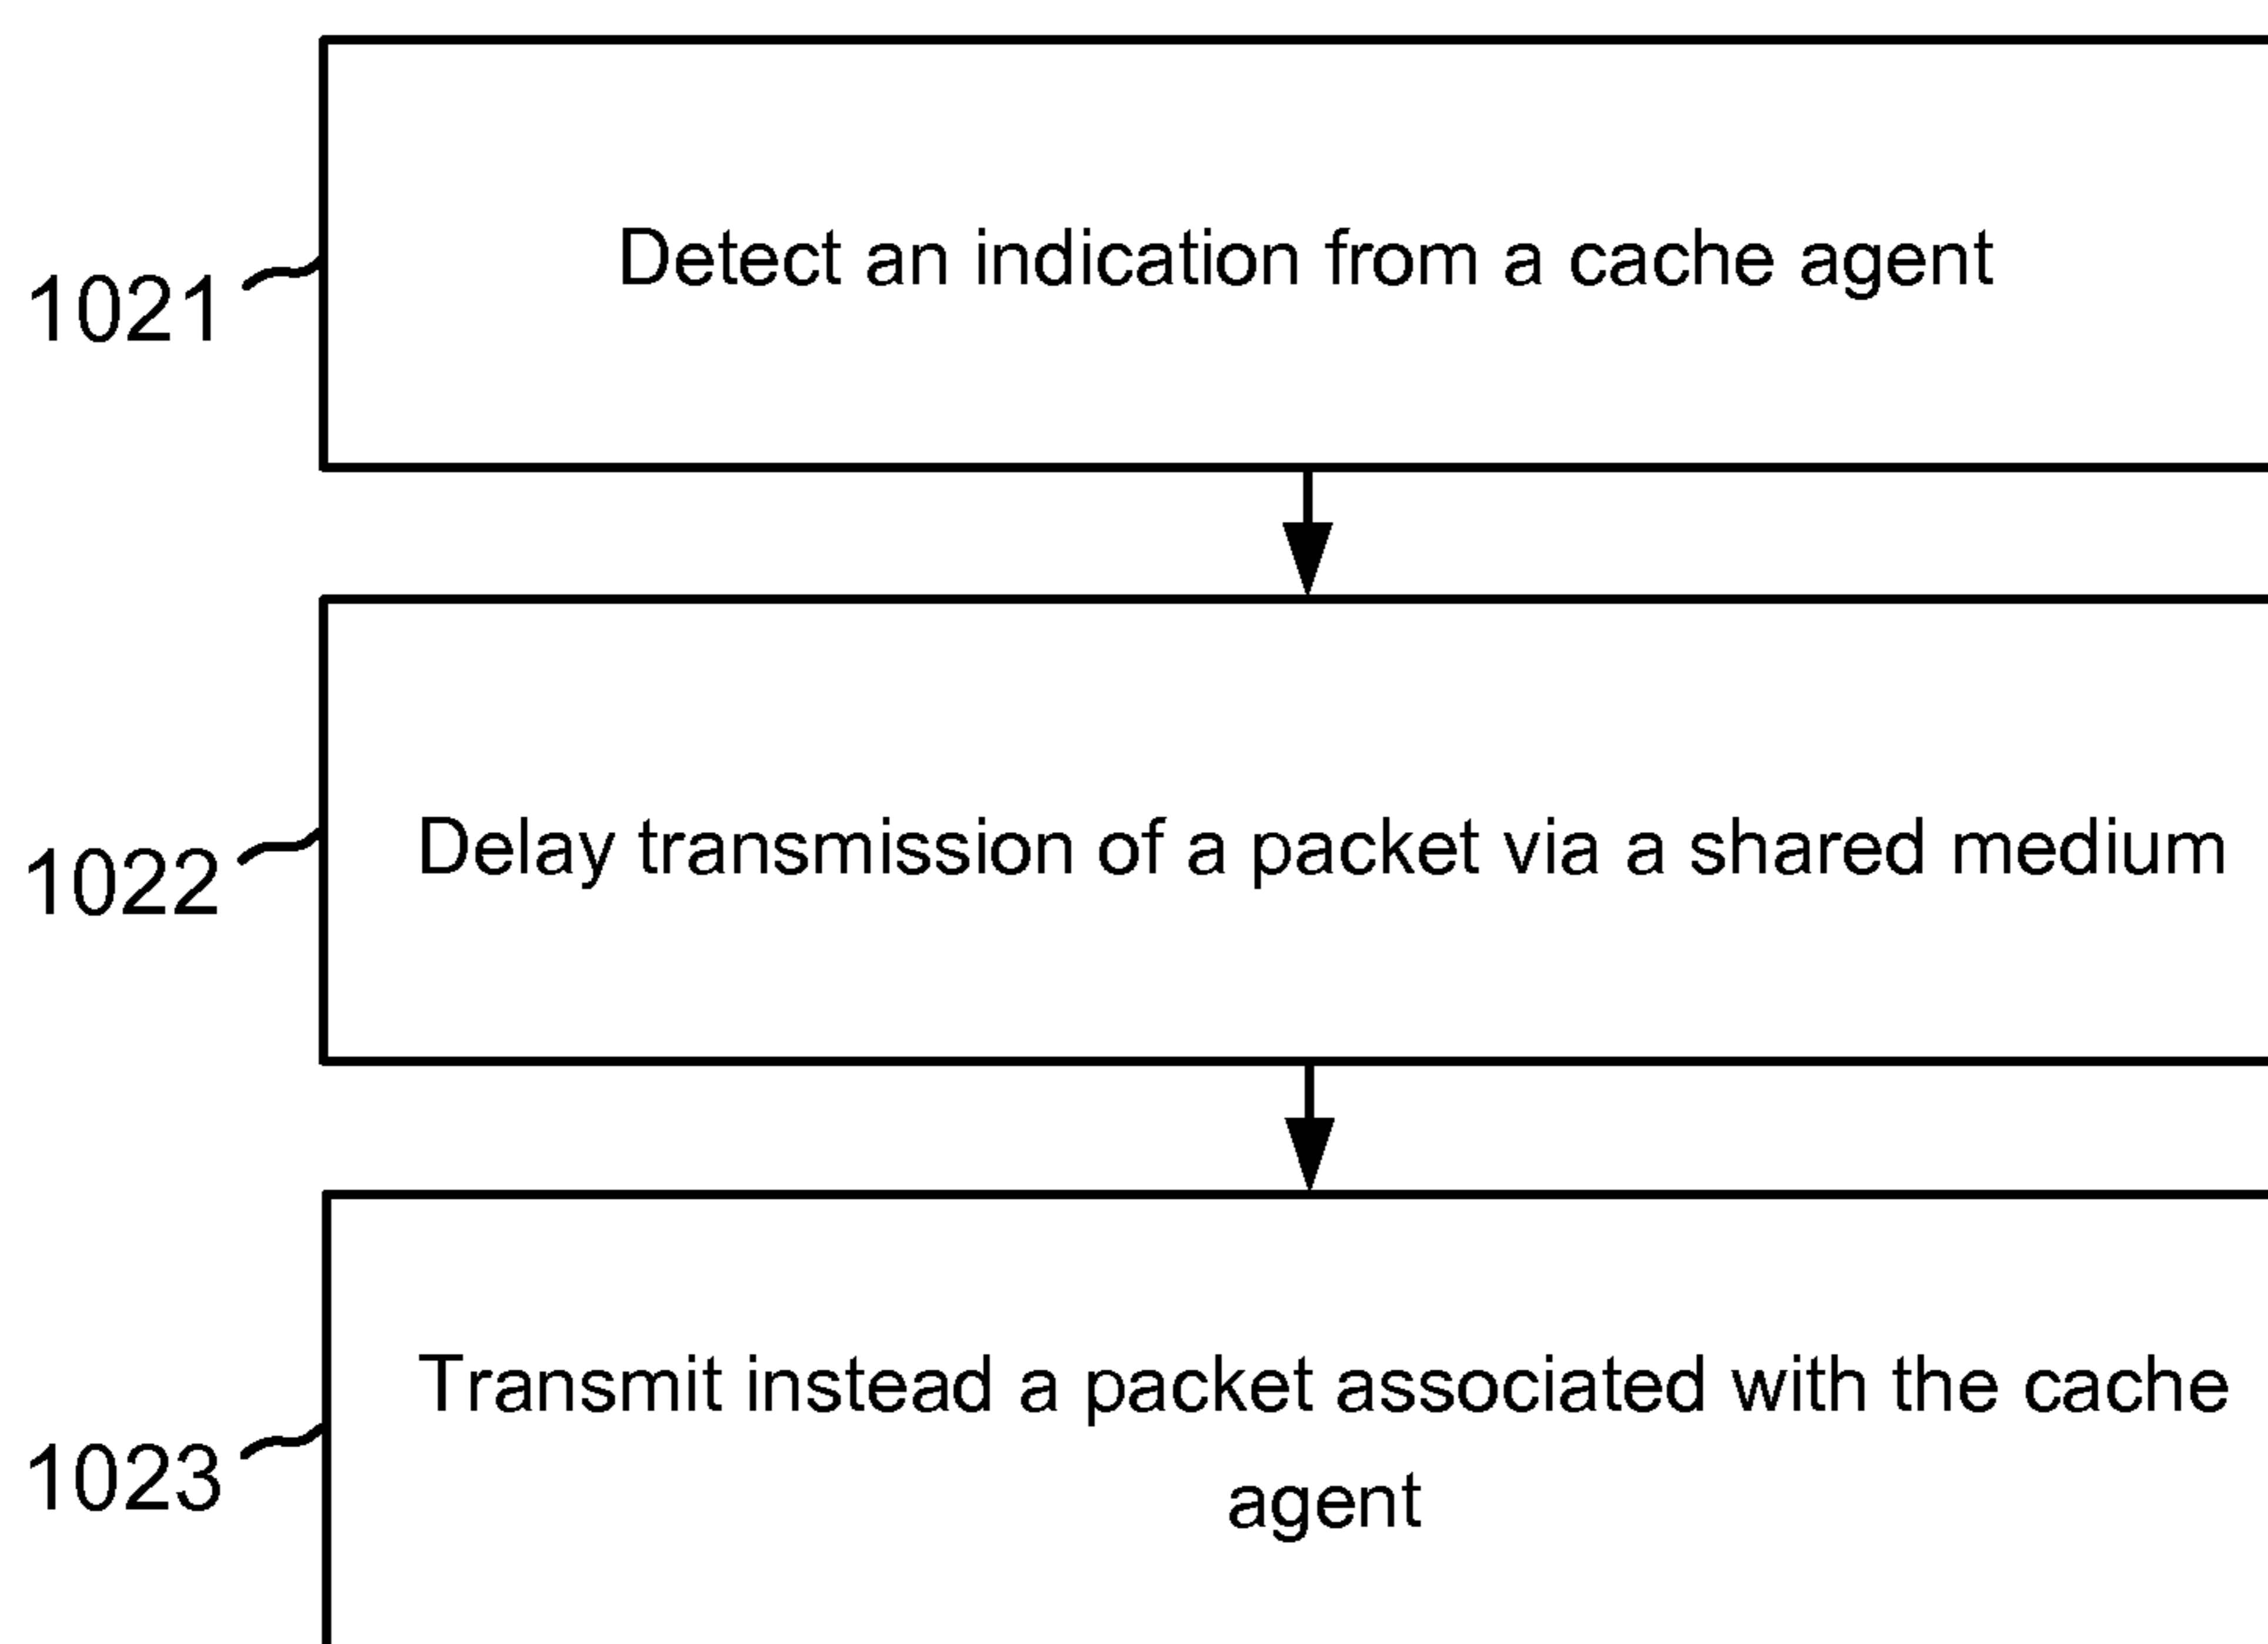 Detect an indication from a cache agent
1021
Delay transmission of a packet via a shared medium
1022
Transmit instead a packet associated with the cache
agent
1023